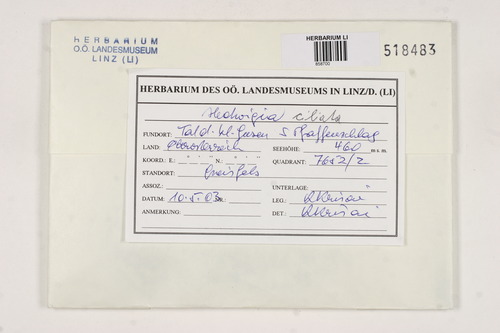 HERBARIUM
O.Ö. LANDESMUSEUM
LINZ (LI)
HERBARIUM LI
518483
HERBARIUM DES OÖ. LANDESMUSEUMS IN LINZ/D. (LI)
Hedwigia ciliata
FUNDORT: Tal d. kl. Gusen S Pfaffenschlag
LAND: Oberösterreich SEEHÖHE: 460 m s.m.
KOORD.: E.: ° ' " N.: ° ' " QUADRANT: 7652/2
STANDORT:
ASSOZ.: UNTERLAGE:
DATUM: 10.5.03 NR.: LEG.:
ANMERKUNG: DET.: